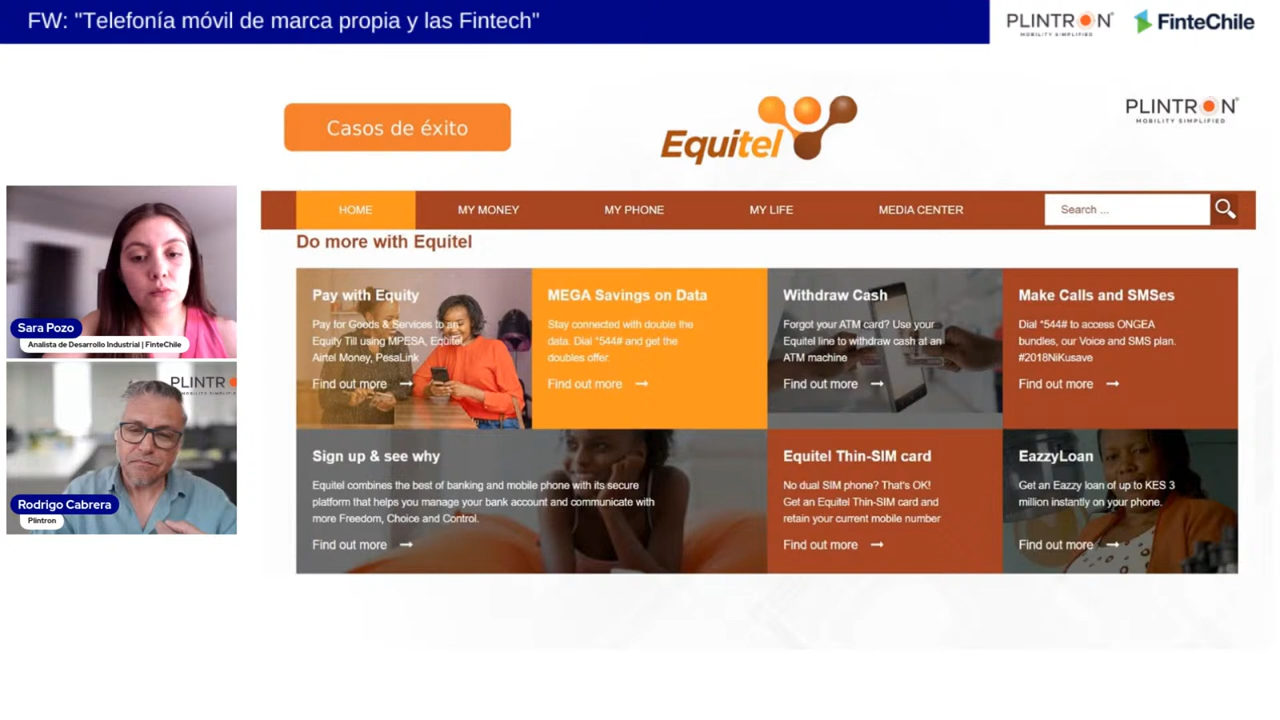 FW: "Telefonía móvil de marca propia y las Fintech"
PLINTRON
MOBILITY SIMPLIFIED
FinteChile
Casos de éxito
Equitel
PLINTRON
MOBILITY SIMPLIFIED
HOME
MY MONEY
MY PHONE
MY LIFE
MEDIA CENTER
Search ...
Do more with Equitel
Pay with Equity
Pay for Goods & Services to an
Equity Till using MPESA, Equitel,
Airtel Money, PesaLink
Find out more
MEGA Savings on Data
Stay connected with double the
data. Dial *544# and get the
doubles offer.
Find out more
Withdraw Cash
Forgot your ATM card? Use your
Equitel line to withdraw cash at an
ATM machine
Find out more
Make Calls and SMSes
Dial *544# to access ONGEA
bundles, our Voice and SMS plan.
#2018NiKusave
Find out more
Sign up & see why
Equitel combines the best of banking and mobile phone with its secure
platform that helps you manage your bank account and communicate with
more Freedom, Choice and Control.
Find out more
Equitel Thin-SIM card
No dual SIM phone? That's OK!
Get an Equitel Thin-SIM card and
retain your current mobile number
Find out more
EazzyLoan
Get an Eazzy loan of up to KES 3
million instantly on your phone.
Find out more
Sara Pozo
Analista de Desarrollo Industrial | FinteChile
PLINTR
Rodrigo Cabrera
Plintron